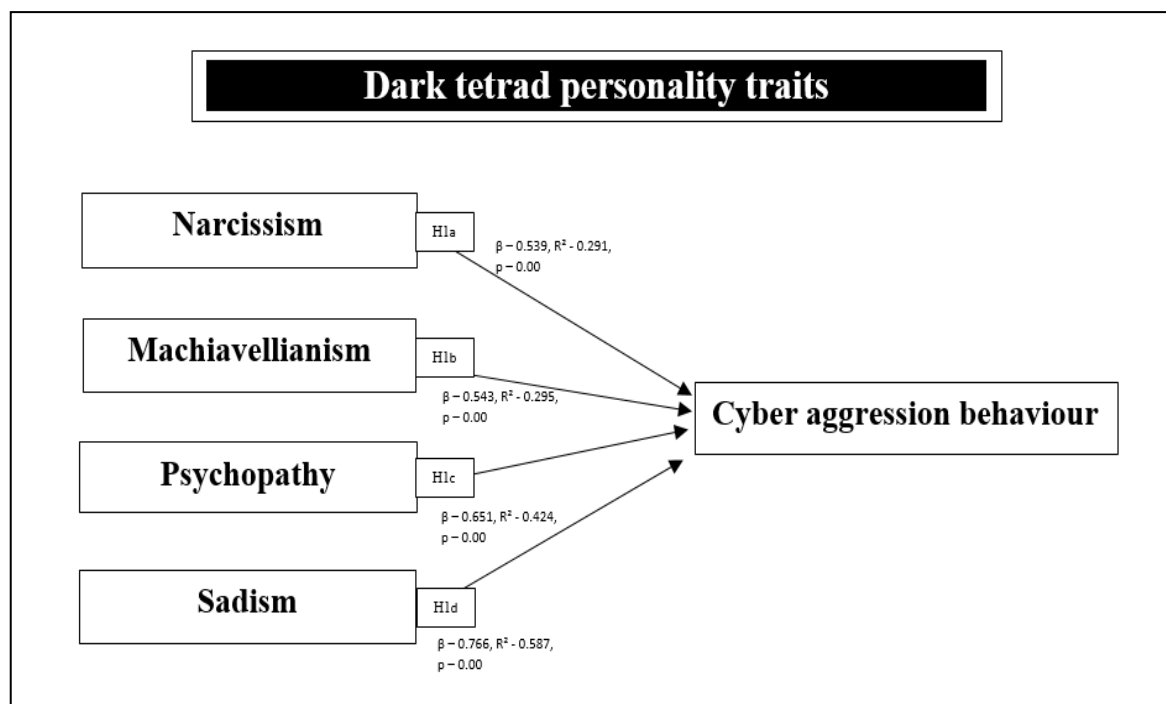 Dark tetrad personality traits
Narcissism
H1a
β – 0.539, R² - 0.291,
p – 0.00
Machiavellianism
H1b
β – 0.543, R² - 0.295,
p – 0.00
Cyber aggression behaviour
Psychopathy
H1c
β – 0.651, R² - 0.424,
p – 0.00
Sadism
H1d
β – 0.766, R² - 0.587,
p – 0.00